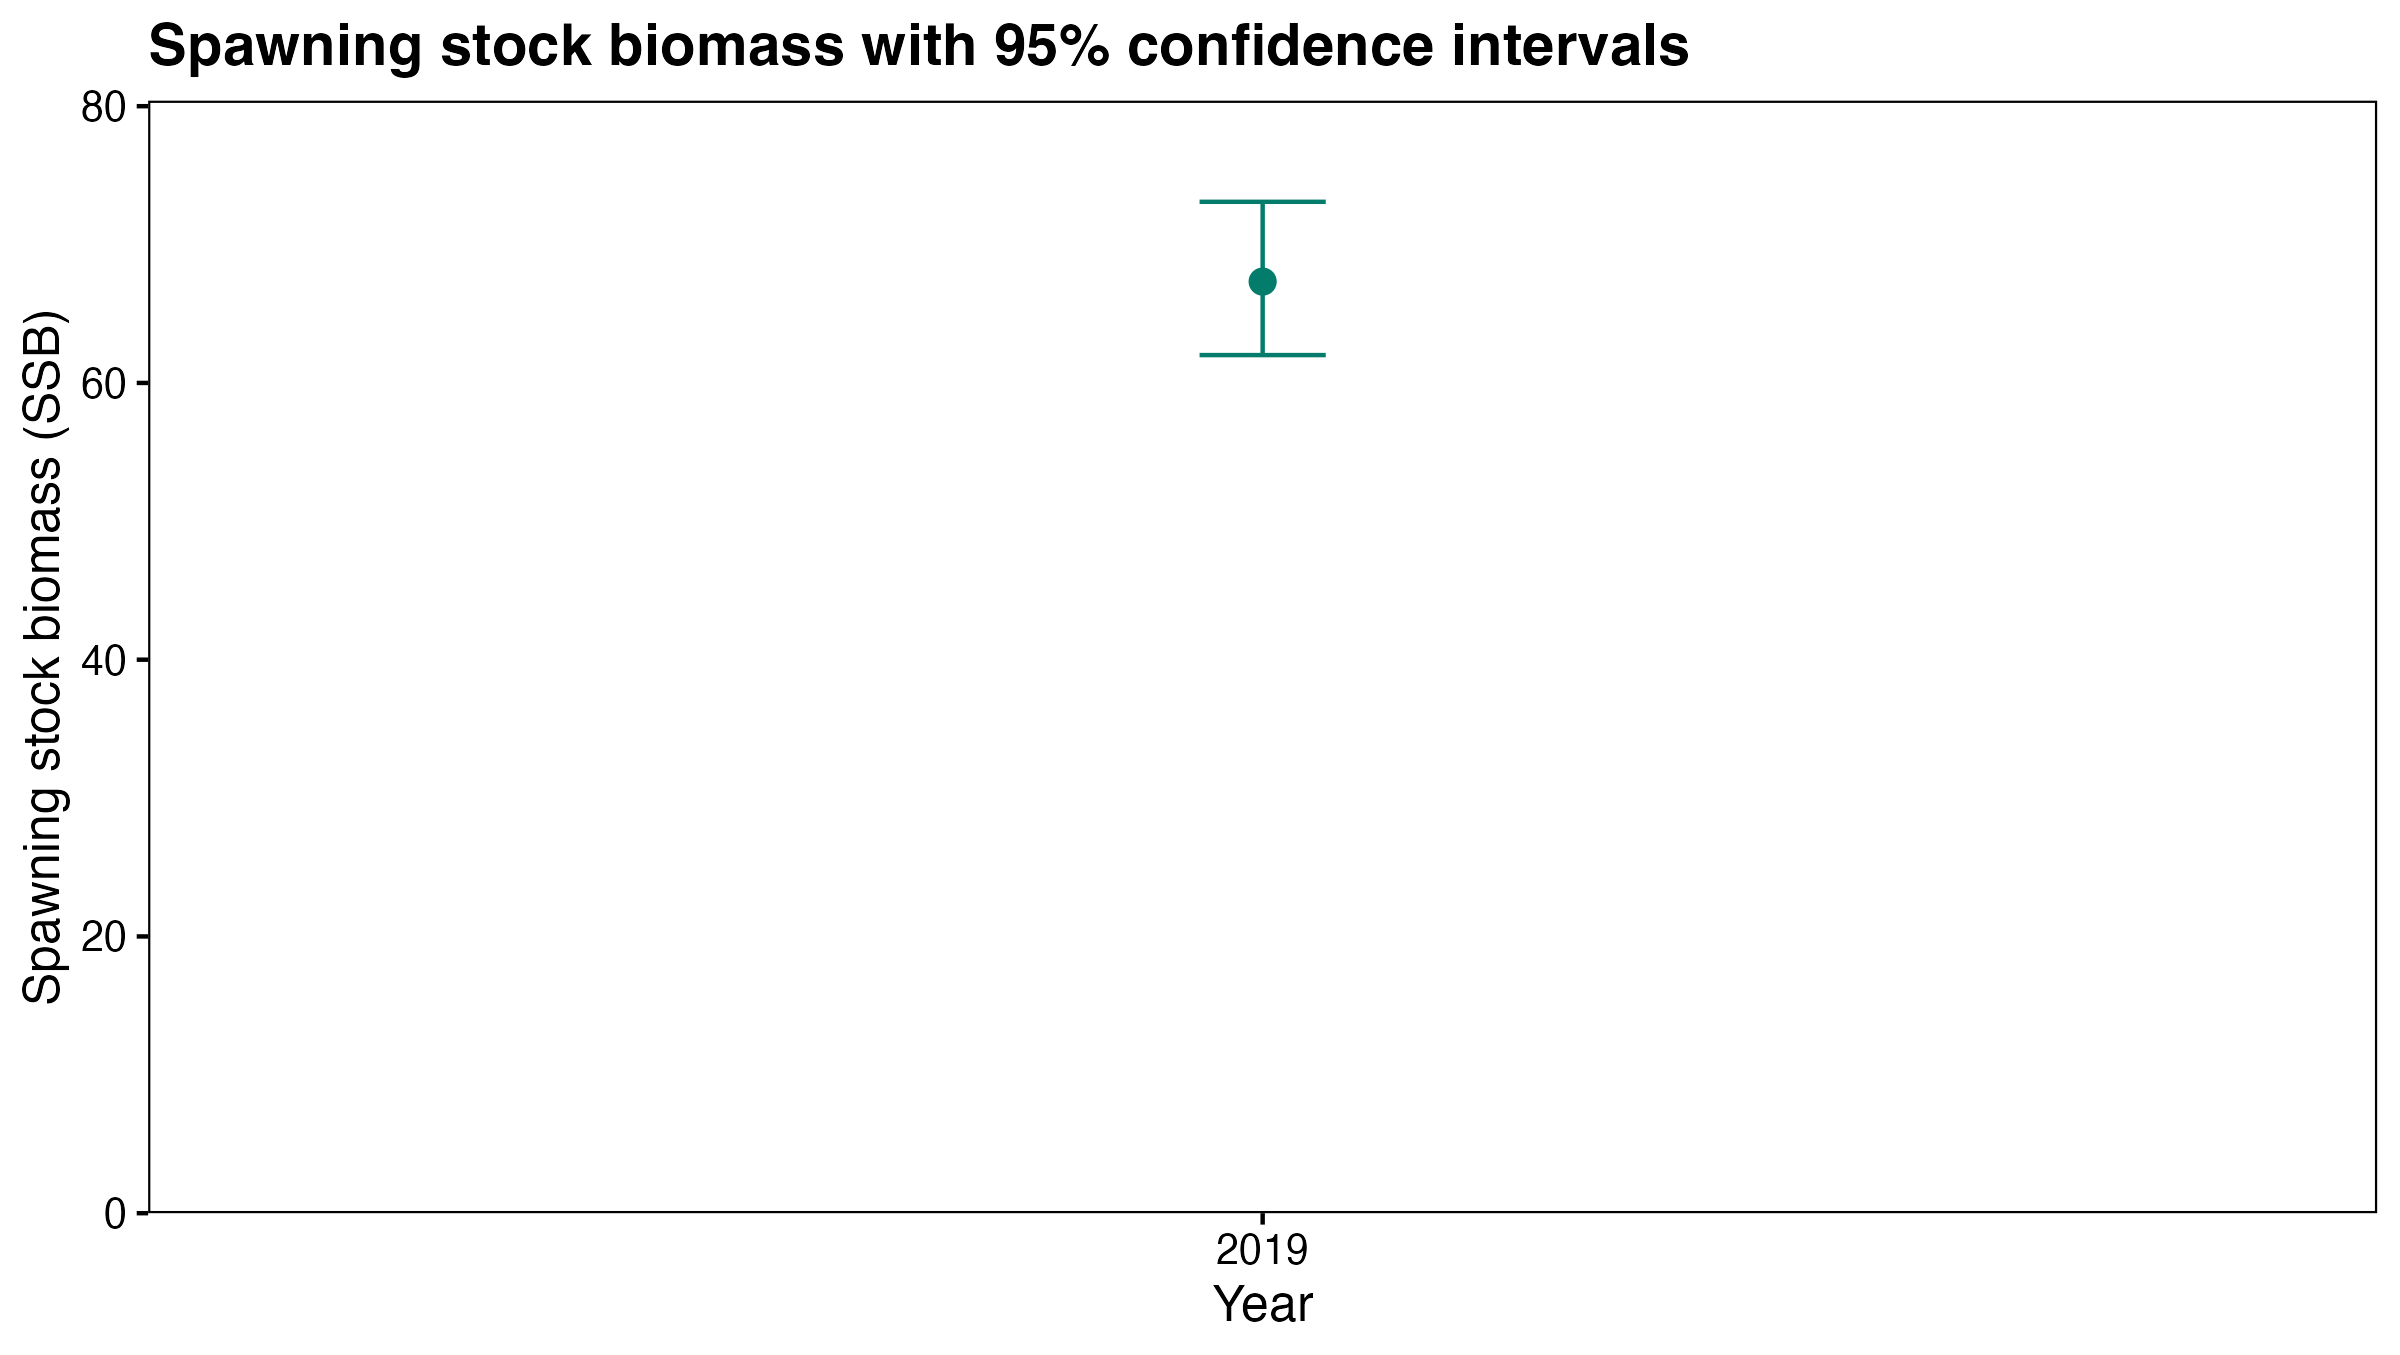 Spawning stock biomass with 95% confidence intervals
Spawning stock biomass (SSB)
80
60
40
20
0
2019
Year